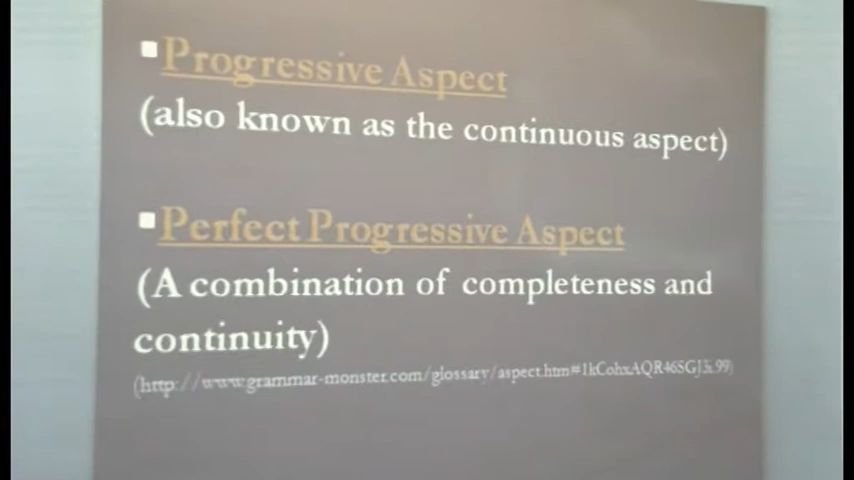 ▪Progressive Aspect
(also known as the continuous aspect)
▪Perfect Progressive Aspect
(A combination of completeness and
continuity)
(http://www.grammar-monster.com/glossary/aspect.htm#